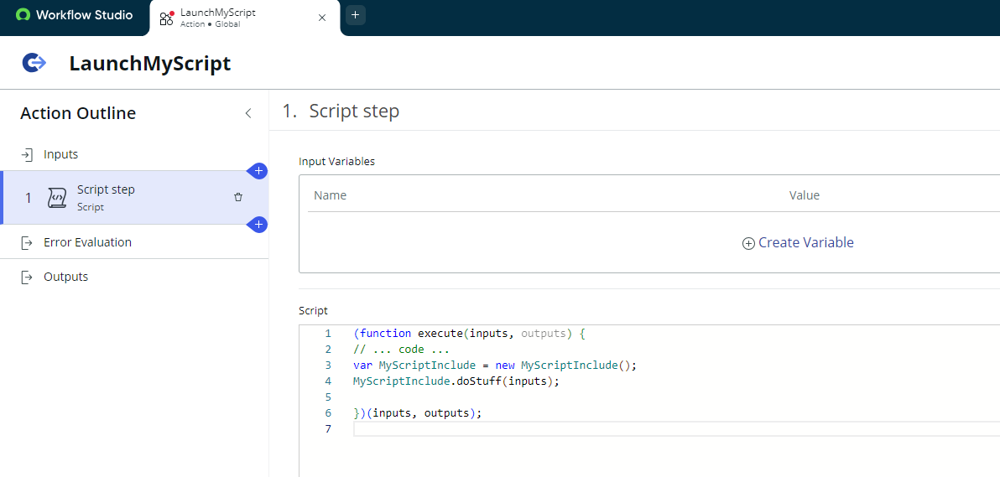 Workflow Studio
LaunchMyScript
Action • Global
LaunchMyScript
Action Outline
Inputs
1
Script step
Script
Error Evaluation
Outputs
1. Script step
Input Variables
Name Value
Create Variable
Script
1 (function execute(inputs, outputs) {
2 // ... code ...
3 var MyScriptInclude = new MyScriptInclude();
4 MyScriptInclude.doStuff(inputs);
5
6 })(inputs, outputs);
7